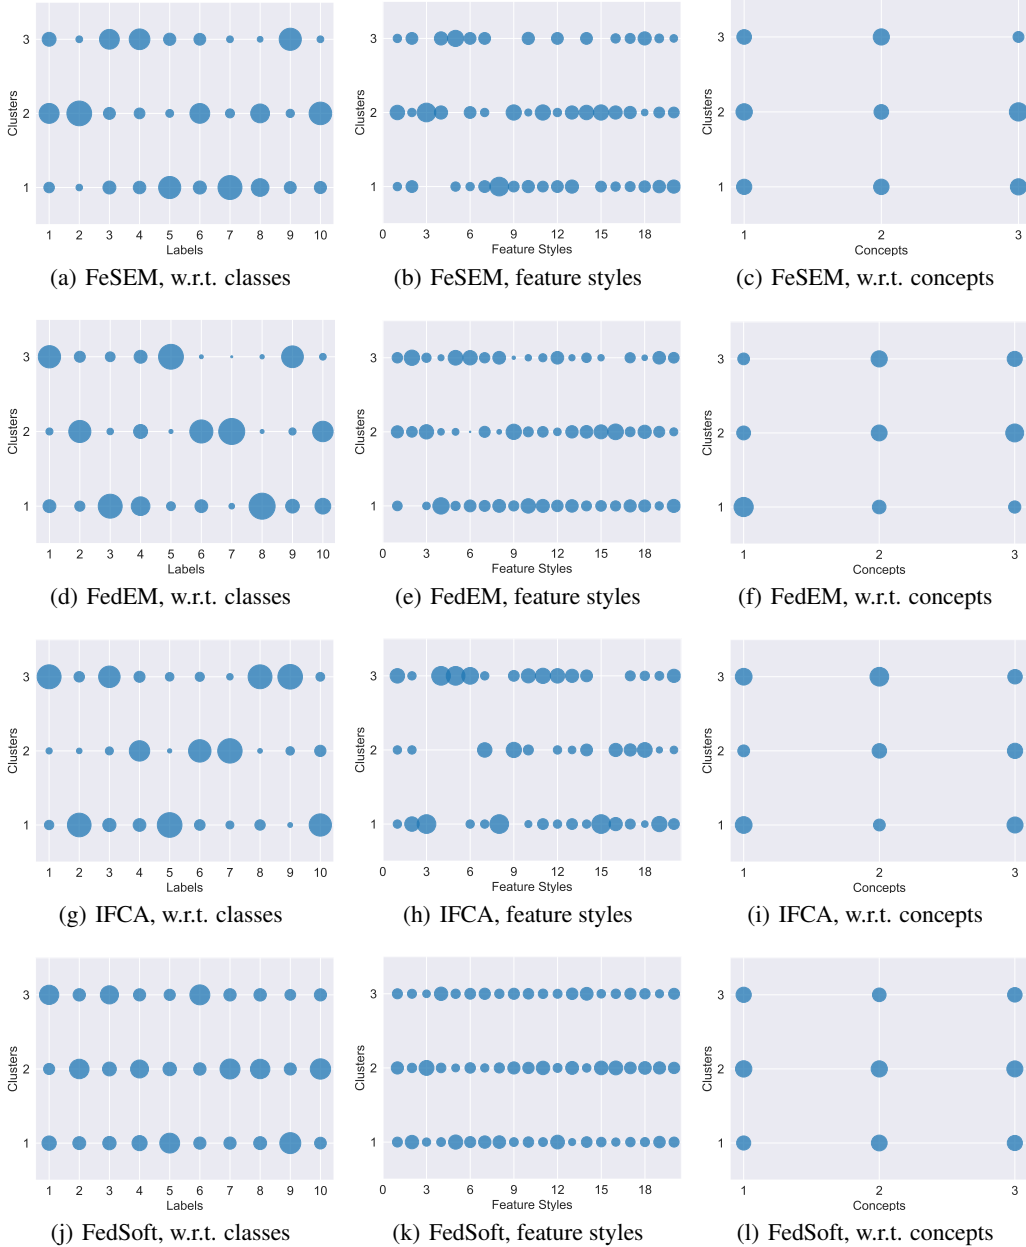 3
2
1
Clusters
1 2 3 4 5 6 7 8 9 10
Labels
(a) FeSEM, w.r.t. classes
3
2
1
Clusters
0 3 6 9 12 15 18
Feature Styles
(b) FeSEM, feature styles
3
2
1
Clusters
1 2 3
Concepts
(c) FeSEM, w.r.t. concepts
3
2
1
Clusters
1 2 3 4 5 6 7 8 9 10
Labels
(d) FedEM, w.r.t. classes
3
2
1
Clusters
0 3 6 9 12 15 18
Feature Styles
(e) FedEM, feature styles
3
2
1
Clusters
1 2 3
Concepts
(f) FedEM, w.r.t. concepts
3
2
1
Clusters
1 2 3 4 5 6 7 8 9 10
Labels
(g) IFCA, w.r.t. classes
3
2
1
Clusters
0 3 6 9 12 15 18
Feature Styles
(h) IFCA, feature styles
3
2
1
Clusters
1 2 3
Concepts
(i) IFCA, w.r.t. concepts
3
2
1
Clusters
1 2 3 4 5 6 7 8 9 10
Labels
(j) FedSoft, w.r.t. classes
3
2
1
Clusters
0 3 6 9 12 15 18
Feature Styles
(k) FedSoft, feature styles
3
2
1
Clusters
1 2 3
Concepts
(l) FedSoft, w.r.t. concepts